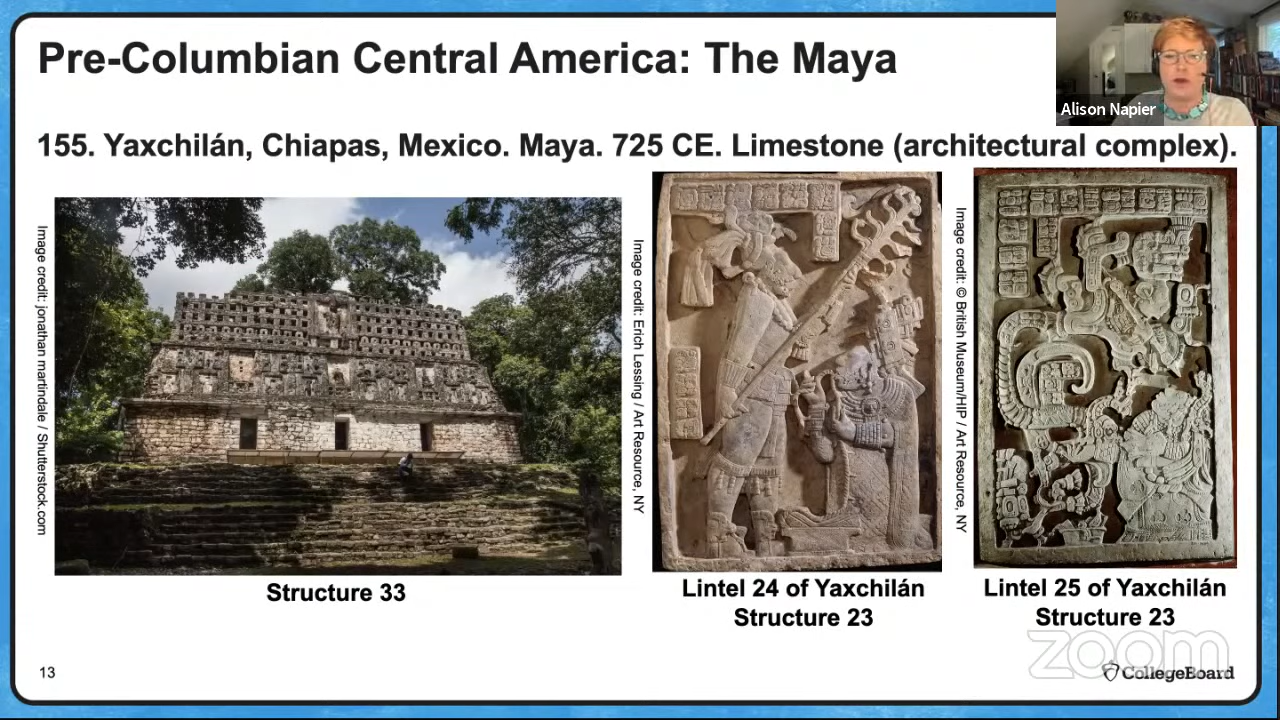 Pre-Columbian Central America: The Maya
Alison Napier
155. Yaxchilán, Chiapas, Mexico. Maya. 725 CE. Limestone (architectural complex).
Image credit: jonathan martindale / Shutterstock.com
Image credit: Erich Lessing / Art Resource, NY
Image credit: © British Museum/HIP / Art Resource, NY
Structure 33
Lintel 24 of Yaxchilán
Structure 23
Lintel 25 of Yaxchilán
Structure 23
zoom
13
CollegeBoard